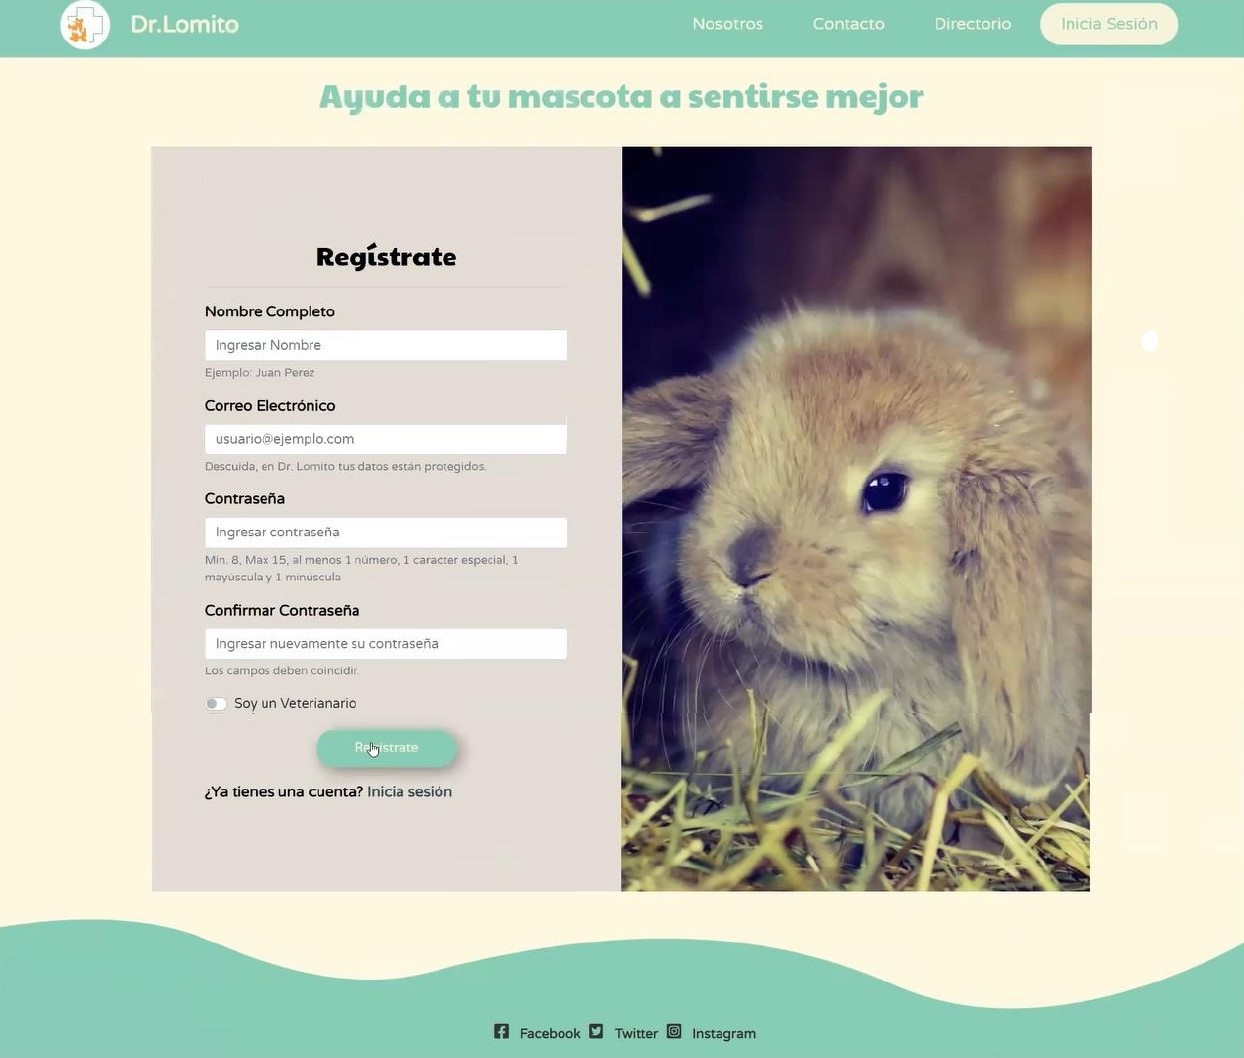 Dr.Lomito
Nosotros
Contacto
Directorio
Inicia Sesión
Ayuda a tu mascota a sentirse mejor
Regístrate
Nombre Completo
Ingresar Nombre
Ejemplo: Juan Perez
Correo Electrónico
usuario@ejemplo.com
Descuida, en Dr. Lomito tus datos están protegidos.
Contraseña
Ingresar contraseña
Min. 8, Max 15, al menos 1 número, 1 caracter especial, 1
mayúscula y 1 minúscula
Confirmar Contraseña
Ingresar nuevamente su contraseña
Los campos deben coincidir.
Soy un Veterianario
Regístrate
¿Ya tienes una cuenta? Inicia sesión
Facebook
Twitter
Instagram